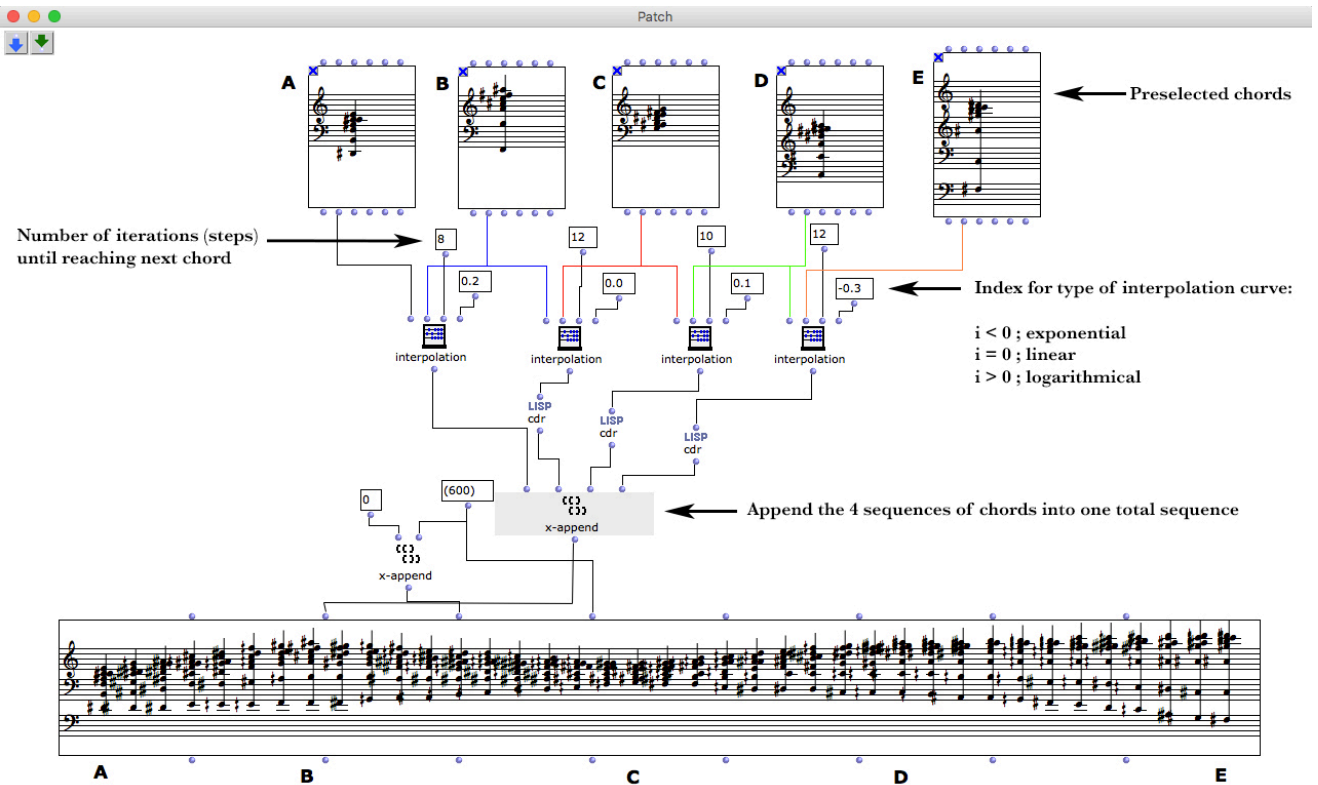 Patch
A
B
C
D
E
Preselected chords
Number of iterations (steps)
until reaching next chord
8
12
10
12
0.2
0.0
0.1
-0.3
Index for type of interpolation curve:
i < 0 ; exponential
i = 0 ; linear
i > 0 ; logarithmical
interpolation
interpolation
interpolation
interpolation
LISP
cdr
LISP
cdr
LISP
cdr
0
(600)
x-append
Append the 4 sequences of chords into one total sequence
x-append
A
B
C
D
E